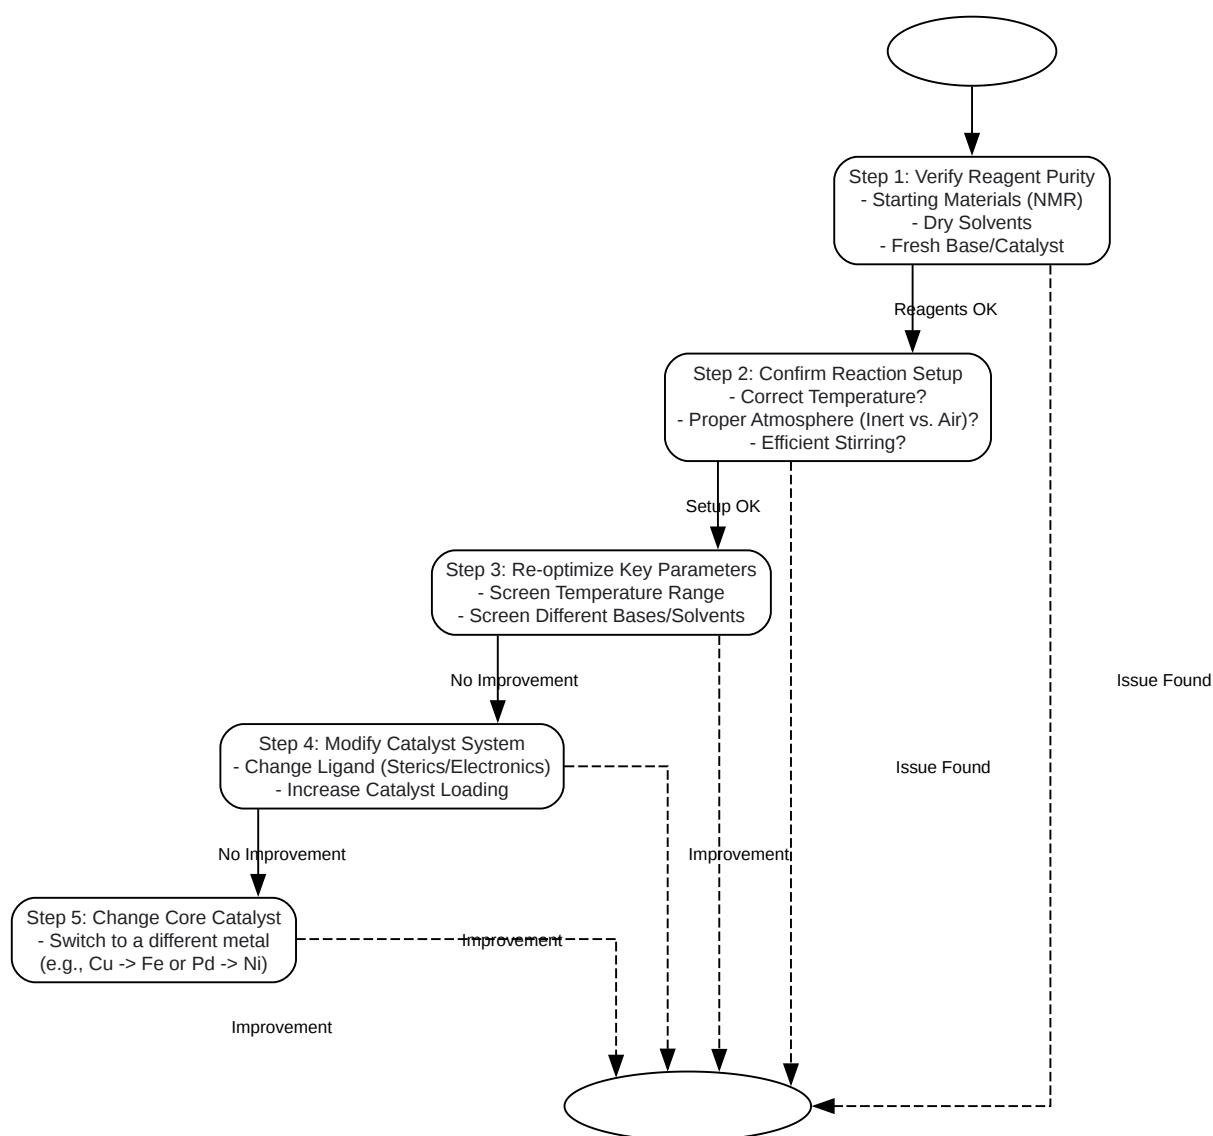 Step 1: Verify Reagent Purity
- Starting Materials (NMR)
- Dry Solvents
- Fresh Base/Catalyst
Reagents OK
Step 2: Confirm Reaction Setup
- Correct Temperature?
- Proper Atmosphere (Inert vs. Air)?
- Efficient Stirring?
Setup OK
Step 3: Re-optimize Key Parameters
- Screen Temperature Range
- Screen Different Bases/Solvents
No Improvement
Issue Found
Step 4: Modify Catalyst System
- Change Ligand (Sterics/Electronics)
- Increase Catalyst Loading
Issue Found
No Improvement
Improvement
Step 5: Change Core Catalyst
- Switch to a different metal
(e.g., Cu -> Fe or Pd -> Ni)
Improvement
Improvement